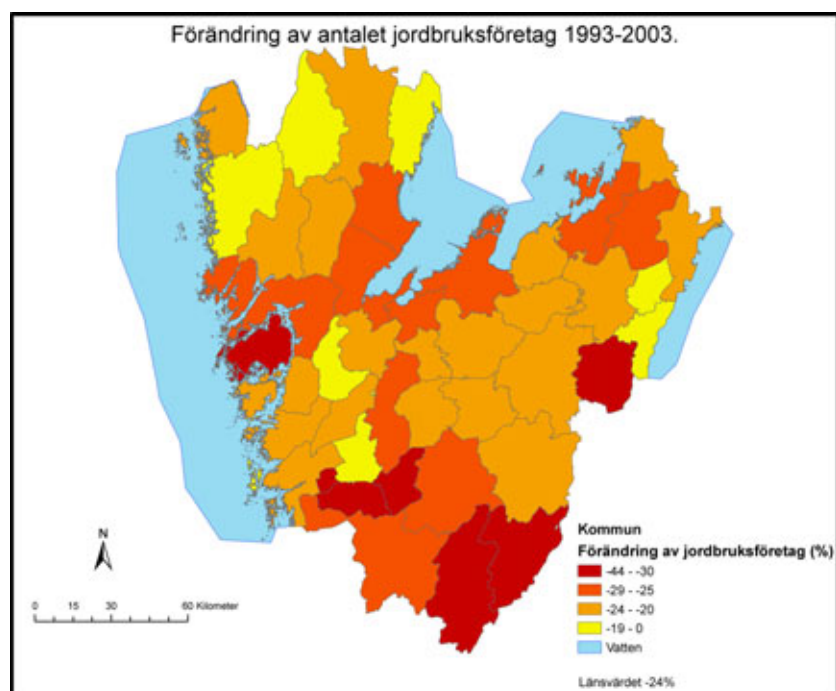 Förändring av antalet jordbruksföretag 1993-2003.
N
0 15 30 60 Kilometer
Kommun
Förändring av jordbruksföretag (%)
-44 - -30
-29 - -25
-24 - -20
-19 - 0
Vatten
Länsvärdet -24%